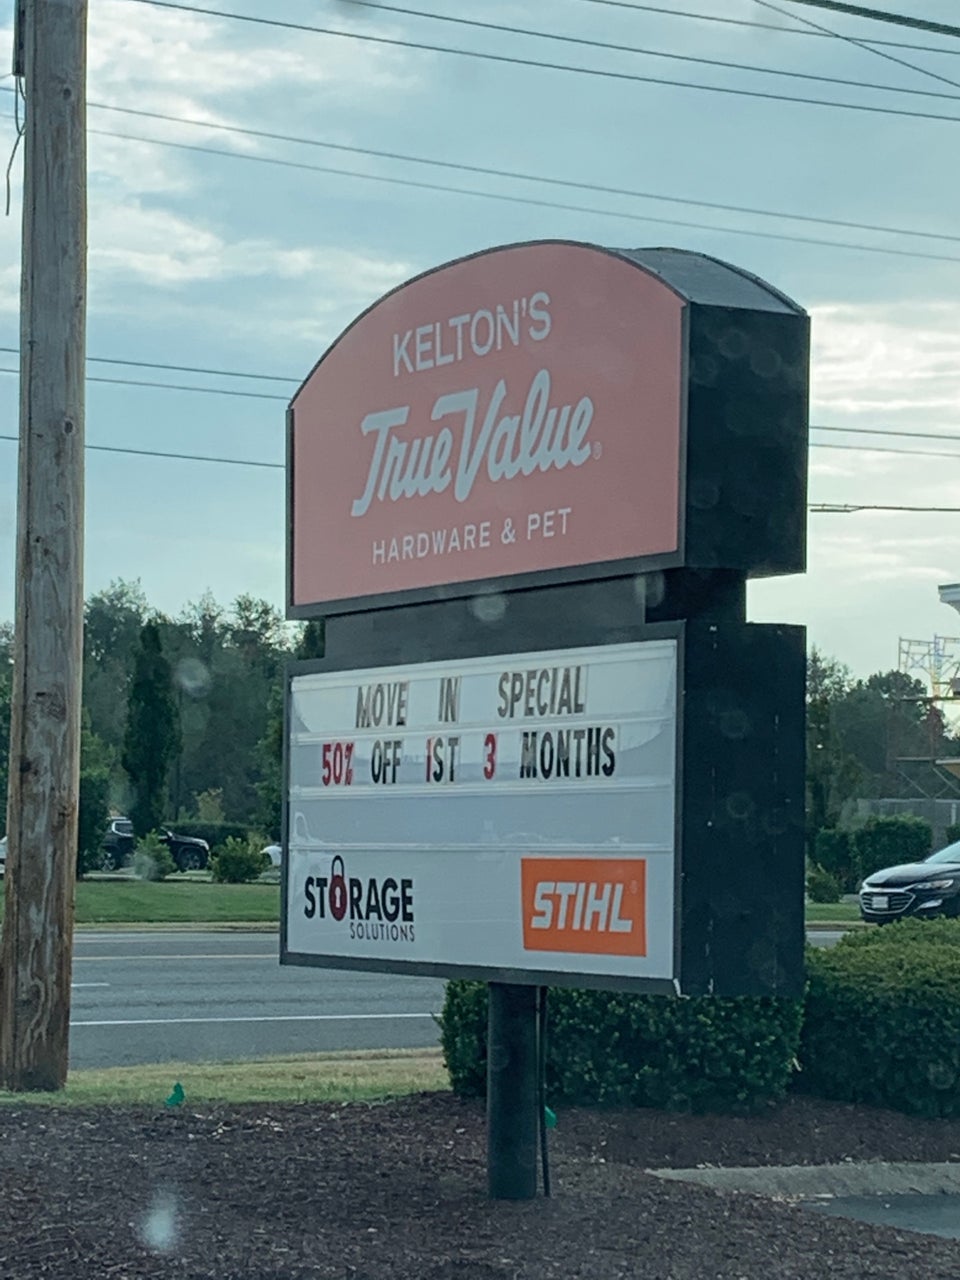 KELTON'S
True Value®
HARDWARE & PET
MOVE IN SPECIAL
50% OFF 1ST 3 MONTHS
STORAGE
SOLUTIONS
STIHL®